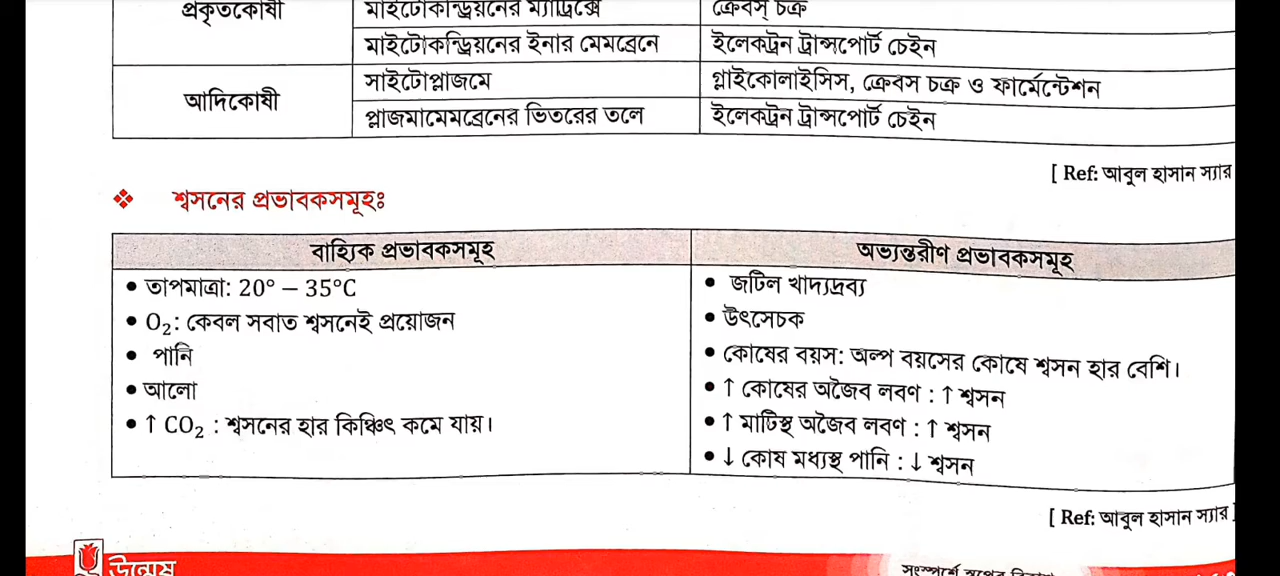 প্রকৃতকোষী
মাইটোকন্ড্রিয়নের ম্যাট্রিক্সে
ক্রেবস্ চক্র
মাইটোকন্ড্রিয়নের ইনার মেমব্রেনে
ইলেকট্রন ট্রান্সপোর্ট চেইন
আদিকোষী
সাইটোপ্লাজমে
গ্লাইকোলাইসিস, ক্রেবস চক্র ও ফার্মেন্টেশন
প্লাজমামেমব্রেনের ভিতরের তলে
ইলেকট্রন ট্রান্সপোর্ট চেইন
[ Ref: আবুল হাসান স্যার
❖ শ্বসনের প্রভাবকসমূহঃ
বাহ্যিক প্রভাবকসমূহ
• তাপমাত্রা: 20° – 35°C
• O₂: কেবল সবাত শ্বসনেই প্রয়োজন
• পানি
• আলো
• ↑ CO₂ : শ্বসনের হার কিঞ্চিৎ কমে যায়।
অভ্যন্তরীণ প্রভাবকসমূহ
• জটিল খাদ্যদ্রব্য
• উৎসেচক
• কোষের বয়স: অল্প বয়সের কোষে শ্বসন হার বেশি।
• ↑ কোষের অজৈব লবণ : ↑ শ্বসন
• ↑ মাটিস্থ অজৈব লবণ : ↑ শ্বসন
• ↓ কোষ মধ্যস্থ পানি : ↓ শ্বসন
[ Ref: আবুল হাসান স্যার ]
উন্মেষ